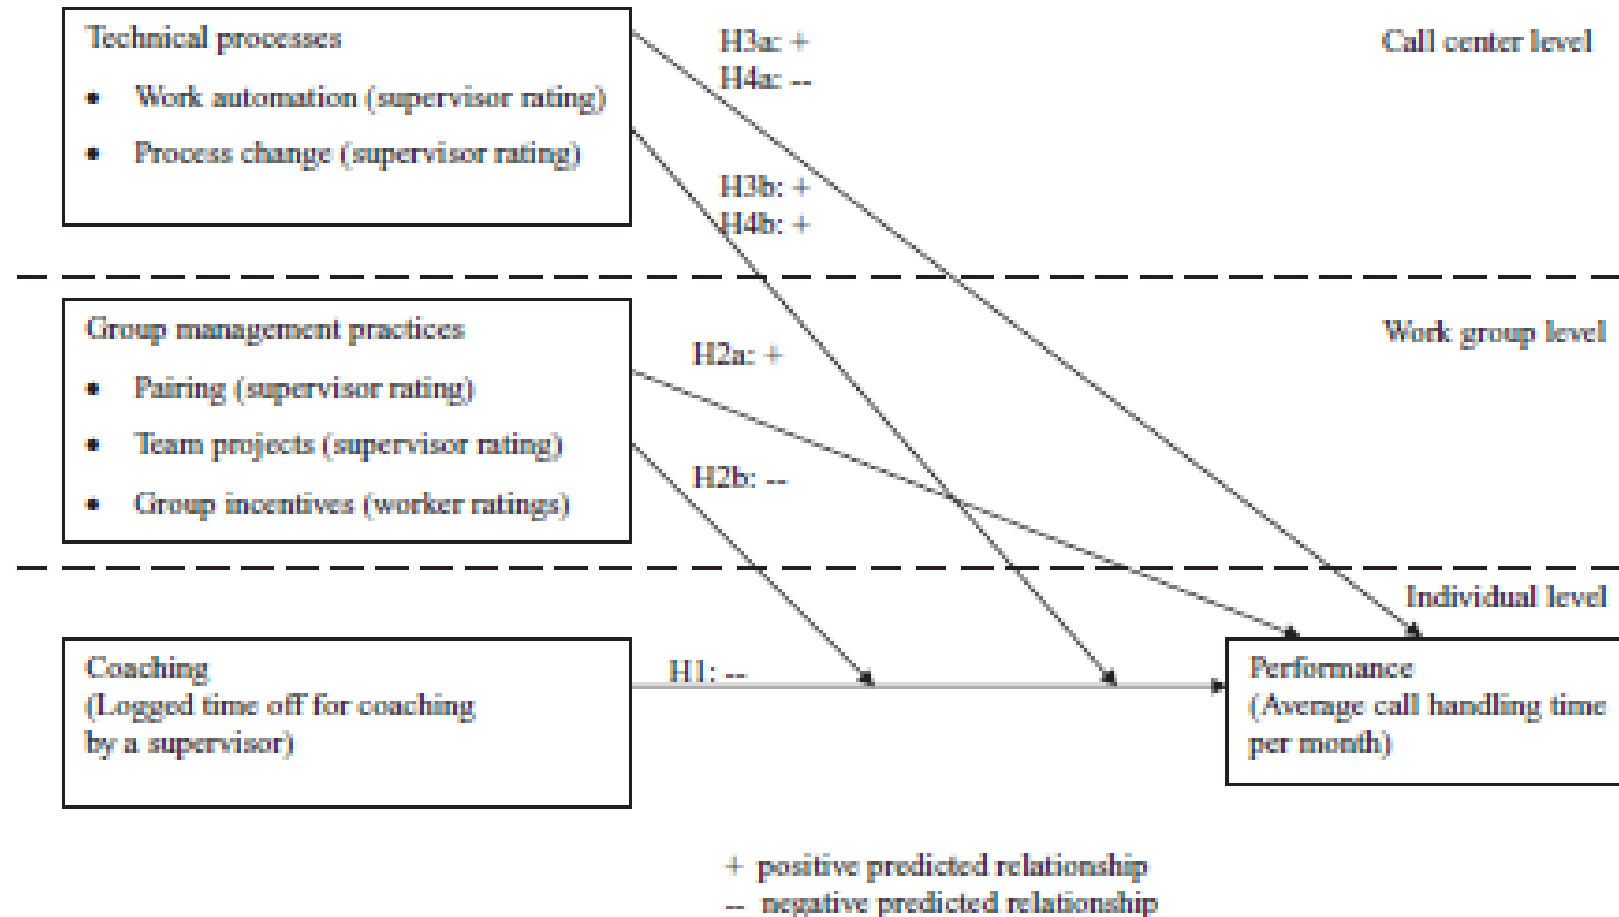 Technical processes
• Work automation (supervisor rating)
• Process change (supervisor rating)
H3a: +
H4a: --
Call center level
H3b: +
H4b: +
Group management practices
• Pairing (supervisor rating)
• Team projects (supervisor rating)
• Group incentives (worker ratings)
H2a: +
H2b: --
Work group level
Individual level
Coaching
(Logged time off for coaching
by a supervisor)
H1: --
Performance
(Average call handling time
per month)
+ positive predicted relationship
-- negative predicted relationship